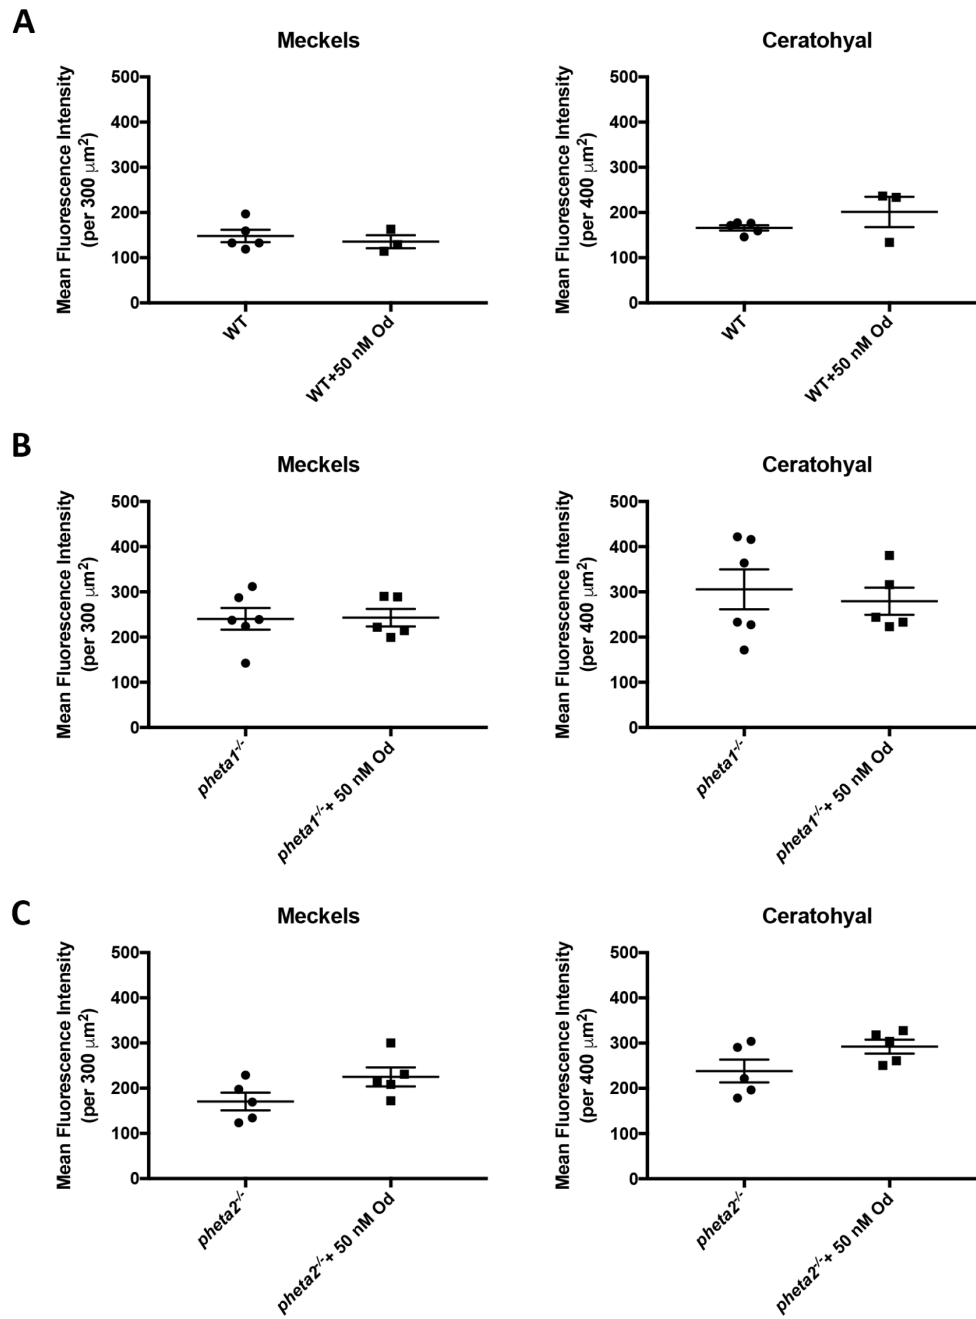 A
Meckels
Mean Fluorescence Intensity
(per 300 μm²)
500
400
300
200
100
0
WT
WT+50 nM Od
Ceratohyal
Mean Fluorescence Intensity
(per 400 μm²)
500
400
300
200
100
0
WT
WT+50 nM Od
B
Meckels
Mean Fluorescence Intensity
(per 300 μm²)
500
400
300
200
100
0
pheta1⁻/⁻
pheta1⁻/⁻+ 50 nM Od
Ceratohyal
Mean Fluorescence Intensity
(per 400 μm²)
500
400
300
200
100
0
pheta1⁻/⁻
pheta1⁻/⁻+ 50 nM Od
C
Meckels
Mean Fluorescence Intensity
(per 300 μm²)
500
400
300
200
100
0
pheta2⁻/⁻
pheta2⁻/⁻+ 50 nM Od
Ceratohyal
Mean Fluorescence Intensity
(per 400 μm²)
500
400
300
200
100
0
pheta2⁻/⁻
pheta2⁻/⁻+ 50 nM Od